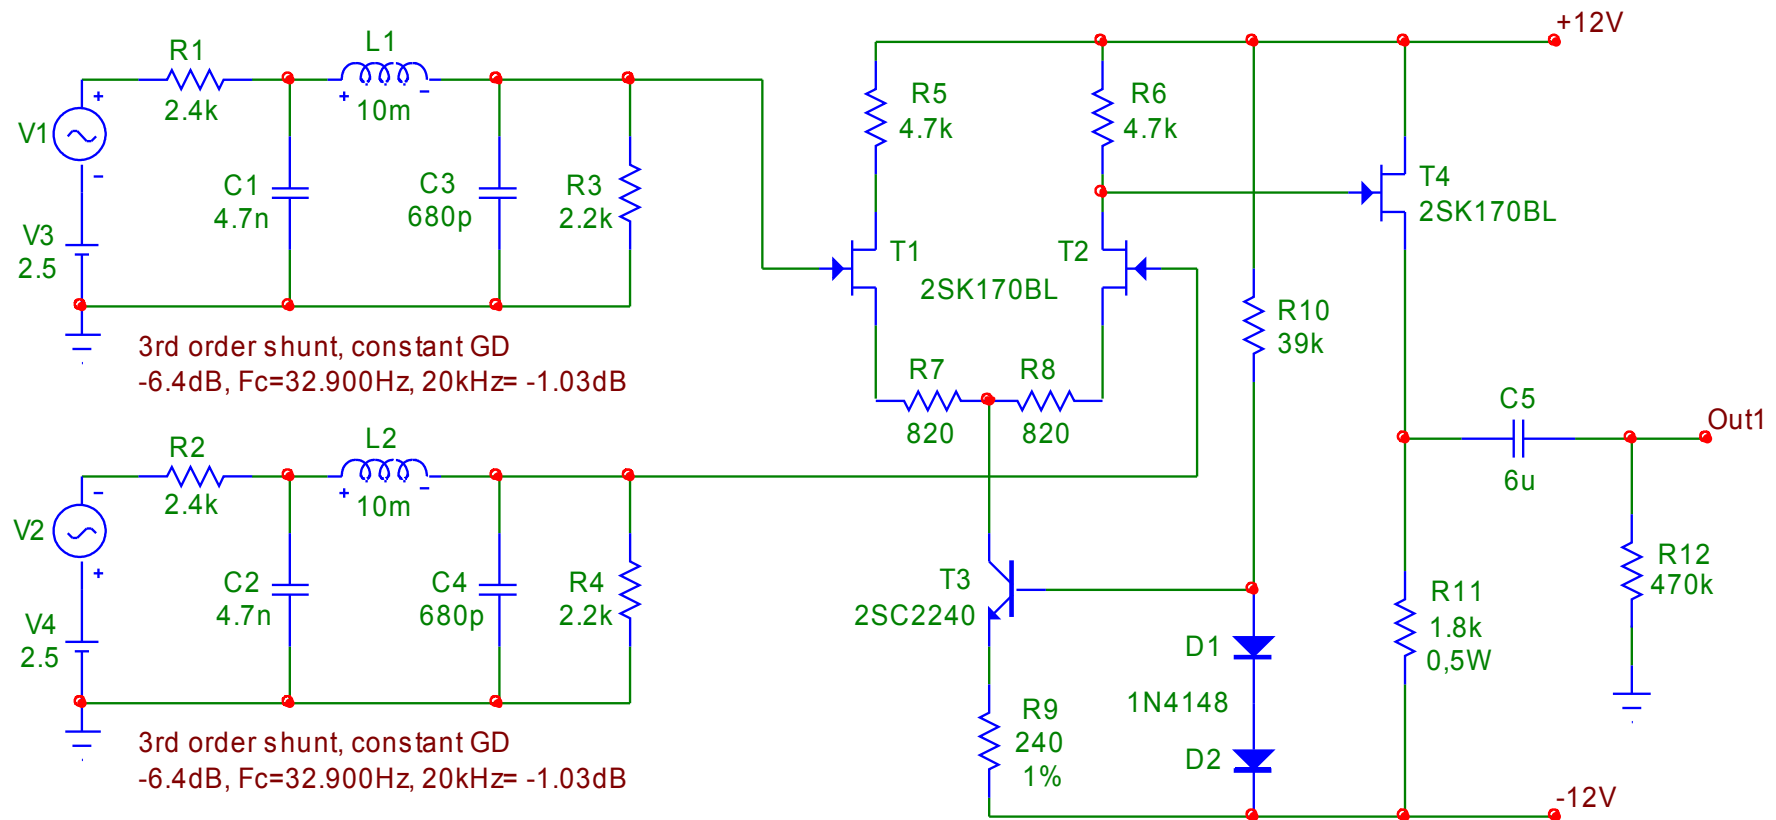 +12V
R1
2.4k
L1
10m
V1
V3
2.5
C1
4.7n
C3
680p
R3
2.2k
R5
4.7k
R6
4.7k
T1
T2
2SK170BL
T4
2SK170BL
R10
39k
3rd order shunt, constant GD
-6.4dB, Fc=32.900Hz, 20kHz= -1.03dB
R7
820
R8
820
C5
6u
Out1
R2
2.4k
L2
10m
V2
V4
2.5
C2
4.7n
C4
680p
R4
2.2k
T3
2SC2240
R9
240
1%
D1
1N4148
D2
R11
1.8k
0,5W
R12
470k
3rd order shunt, constant GD
-6.4dB, Fc=32.900Hz, 20kHz= -1.03dB
-12V